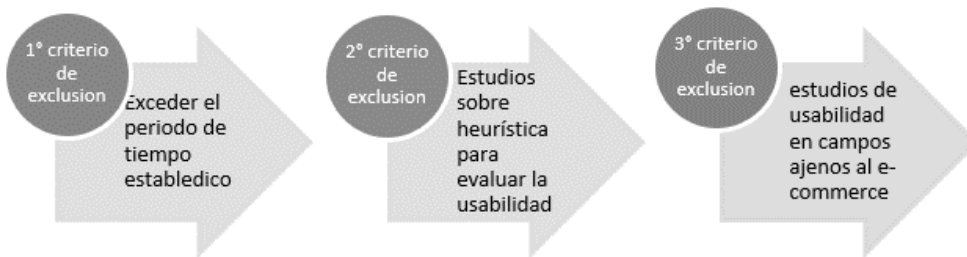 1° criterio
de
exclusion
Exceder el
periodo de
tiempo
establedico
2° criterio
de
exclusion
Estudios
sobre
heurística
para
evaluar la
usabilidad
3° criterio
de
exclusion
estudios de
usabilidad
en campos
ajenos al e-
commerce